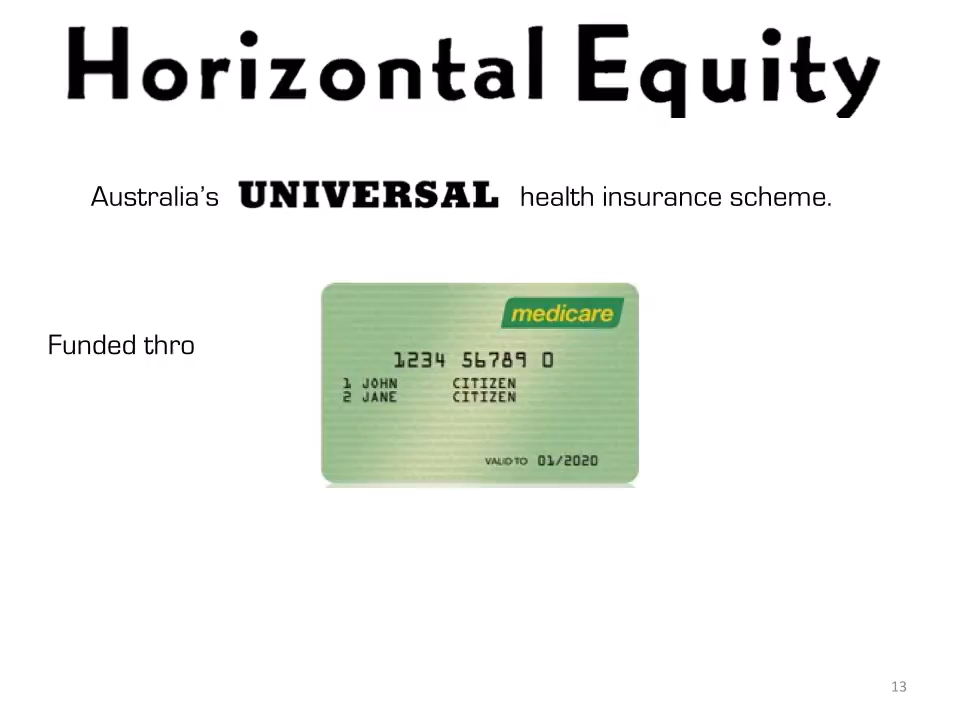 Horizontal Equity
Australia’s UNIVERSAL health insurance scheme.
medicare
Funded thro
1234 56789 0
1 JOHN CITIZEN
2 JANE CITIZEN
VALID TO 01/2020
13